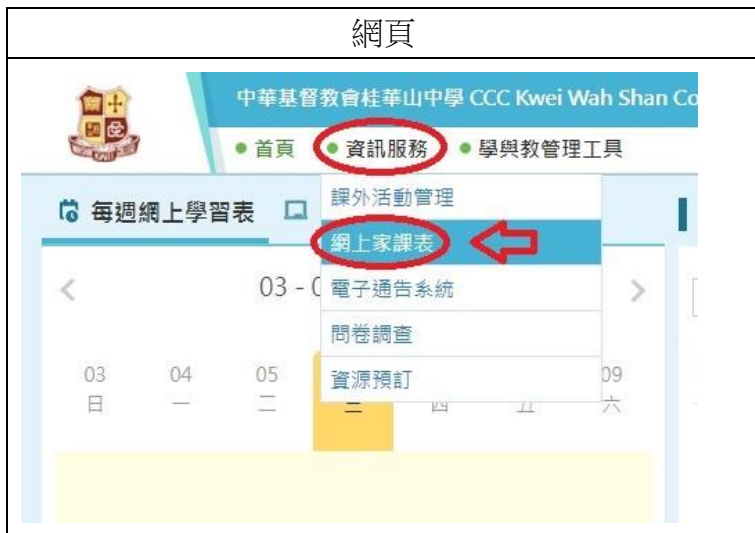 網頁
中華基督教會桂華山中學 CCC Kwei Wah Shan Co
首頁 資訊服務 學與教管理工具
每週網上學習表
課外活動管理
網上家課表
03 - 0
電子通告系統
問卷調查
資源預訂
03 04 05 09
日 一 二 三 四 五 六